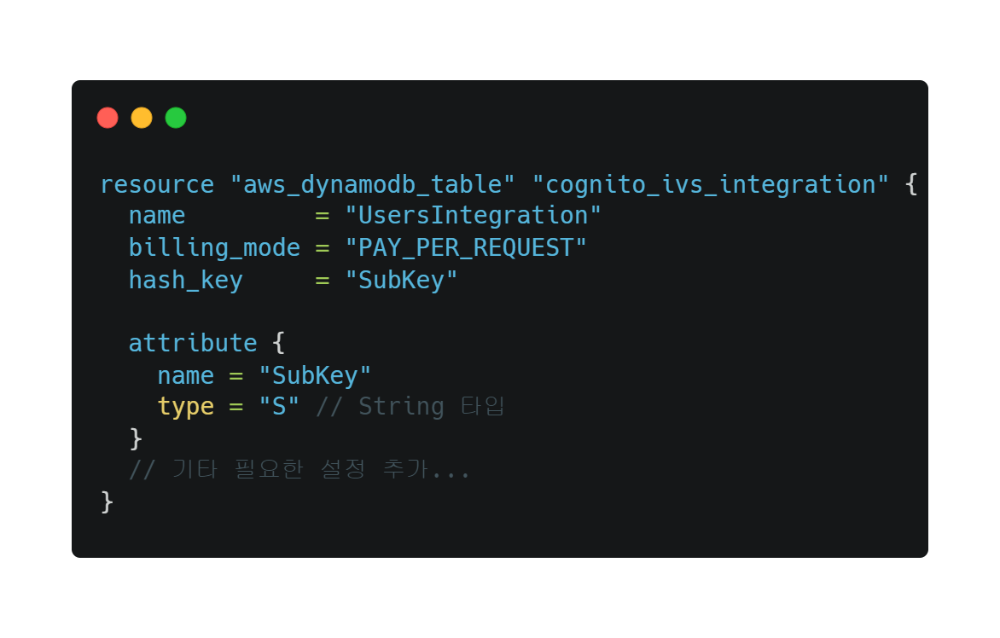 resource "aws_dynamodb_table" "cognito_ivs_integration" {
  name         = "UsersIntegration"
  billing_mode = "PAY_PER_REQUEST"
  hash_key     = "SubKey"

  attribute {
    name = "SubKey"
    type = "S" // String 타입
  }
  // 기타 필요한 설정 추가...
}